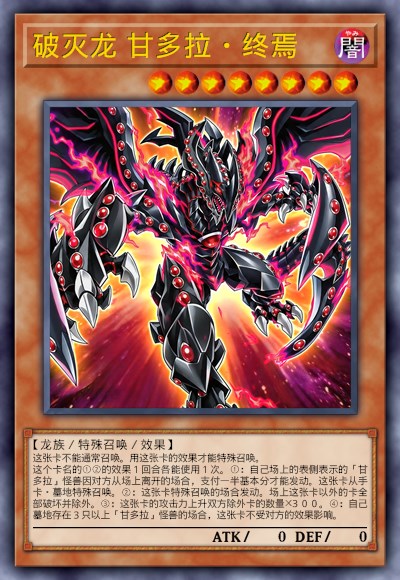 破灭龙 甘多拉・终焉
やみ
闇
【龙族／特殊召唤／效果】
这张卡不能通常召唤。用这张卡的效果才能特殊召唤。
这个卡名的①②的效果1回合各能使用1次。①：自己场上的表侧表示的「甘
多拉」怪兽因对方从场上离开的场合，支付一半基本分才能发动。这张卡从手
卡・墓地特殊召唤。②：这张卡特殊召唤的场合发动。场上这张卡以外的卡全
部破坏并除外。③：这张卡的攻击力上升双方除外卡的数量×300。④：自己
墓地存在3只以上「甘多拉」怪兽的场合，这张卡不受对方的效果影响。
ATK/ 0 DEF/ 0